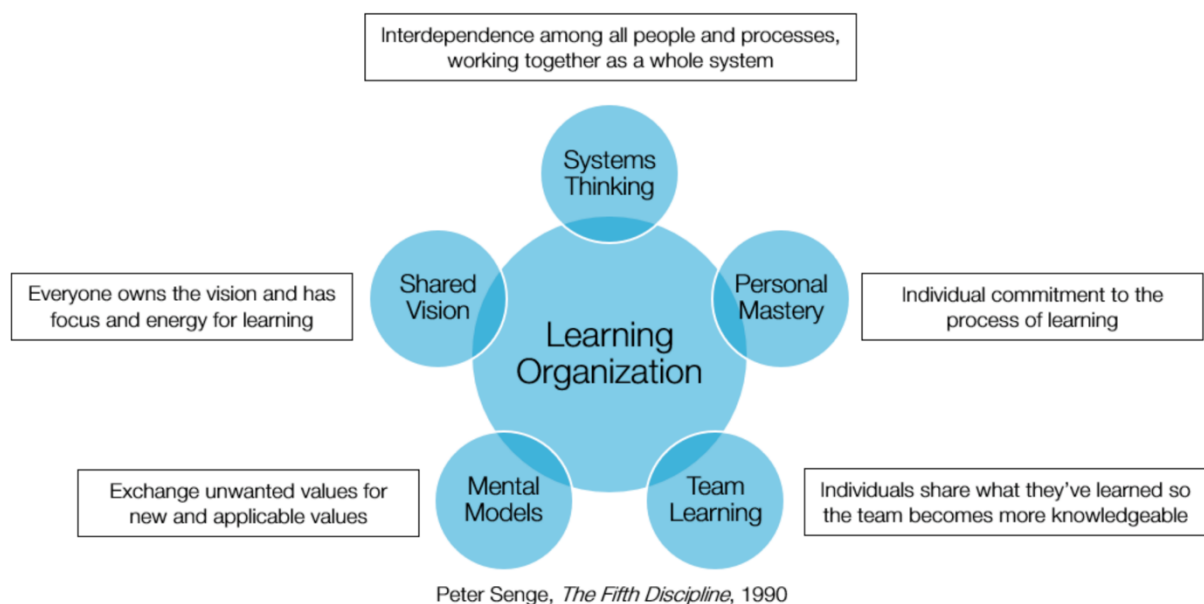 Interdependence among all people and processes,
working together as a whole system
Systems
Thinking
Shared
Vision
Everyone owns the vision and has
focus and energy for learning
Personal
Mastery
Individual commitment to the
process of learning
Learning
Organization
Mental
Models
Exchange unwanted values for
new and applicable values
Team
Learning
Individuals share what they've learned so
the team becomes more knowledgeable
Peter Senge, The Fifth Discipline, 1990